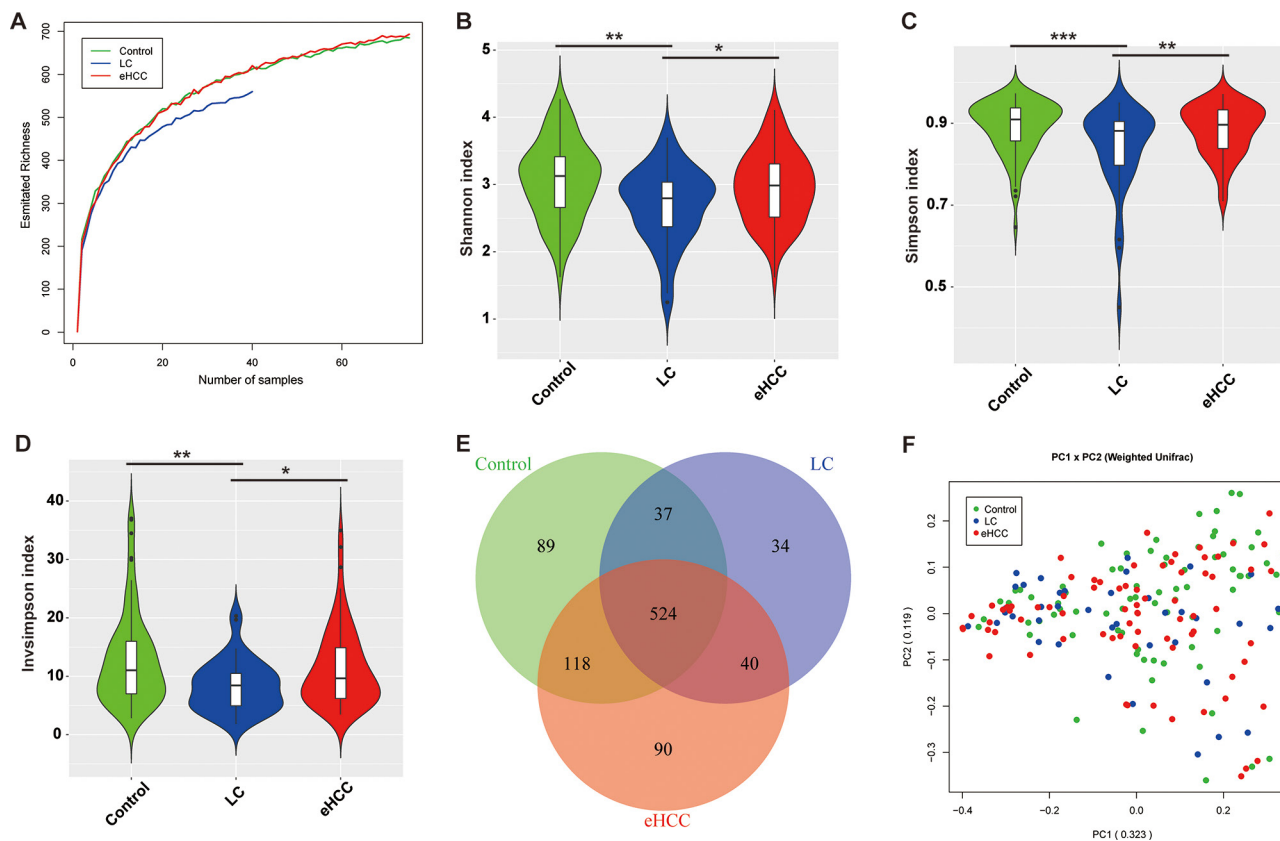 A
Esmitated Richness
700
600
500
400
300
200
100
0
Control
LC
eHCC
0 20 40 60
Number of samples
B
Shannon index
5
4
3
2
1
**
*
Control LC eHCC
C
Simpson index
0.9
0.7
0.5
***
**
Control LC eHCC
D
Invsimpson index
40
30
20
10
0
**
*
Control LC eHCC
E
Control
LC
37
89
34
524
118
40
90
eHCC
F
PC1 x PC2 (Weighted Unifrac)
Control
LC
eHCC
PC2 ( 0.119 )
0.2
0.1
0.0
−0.1
−0.2
−0.3
−0.4 −0.2 0.0 0.2
PC1 ( 0.323 )